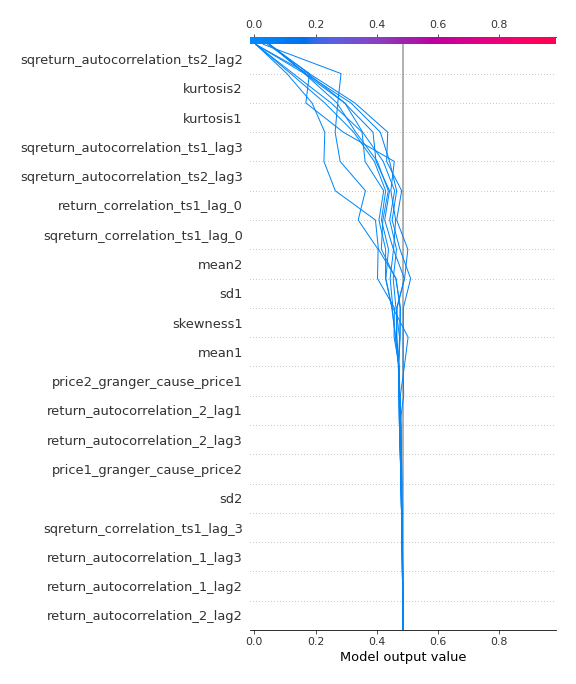 0.0 0.2 0.4 0.6 0.8
sqreturn_autocorrelation_ts2_lag2
kurtosis2
kurtosis1
sqreturn_autocorrelation_ts1_lag3
sqreturn_autocorrelation_ts2_lag3
return_correlation_ts1_lag_0
sqreturn_correlation_ts1_lag_0
mean2
sd1
skewness1
mean1
price2_granger_cause_price1
return_autocorrelation_2_lag1
return_autocorrelation_2_lag3
price1_granger_cause_price2
sd2
sqreturn_correlation_ts1_lag_3
return_autocorrelation_1_lag3
return_autocorrelation_1_lag2
return_autocorrelation_2_lag2
0.0 0.2 0.4 0.6 0.8
Model output value